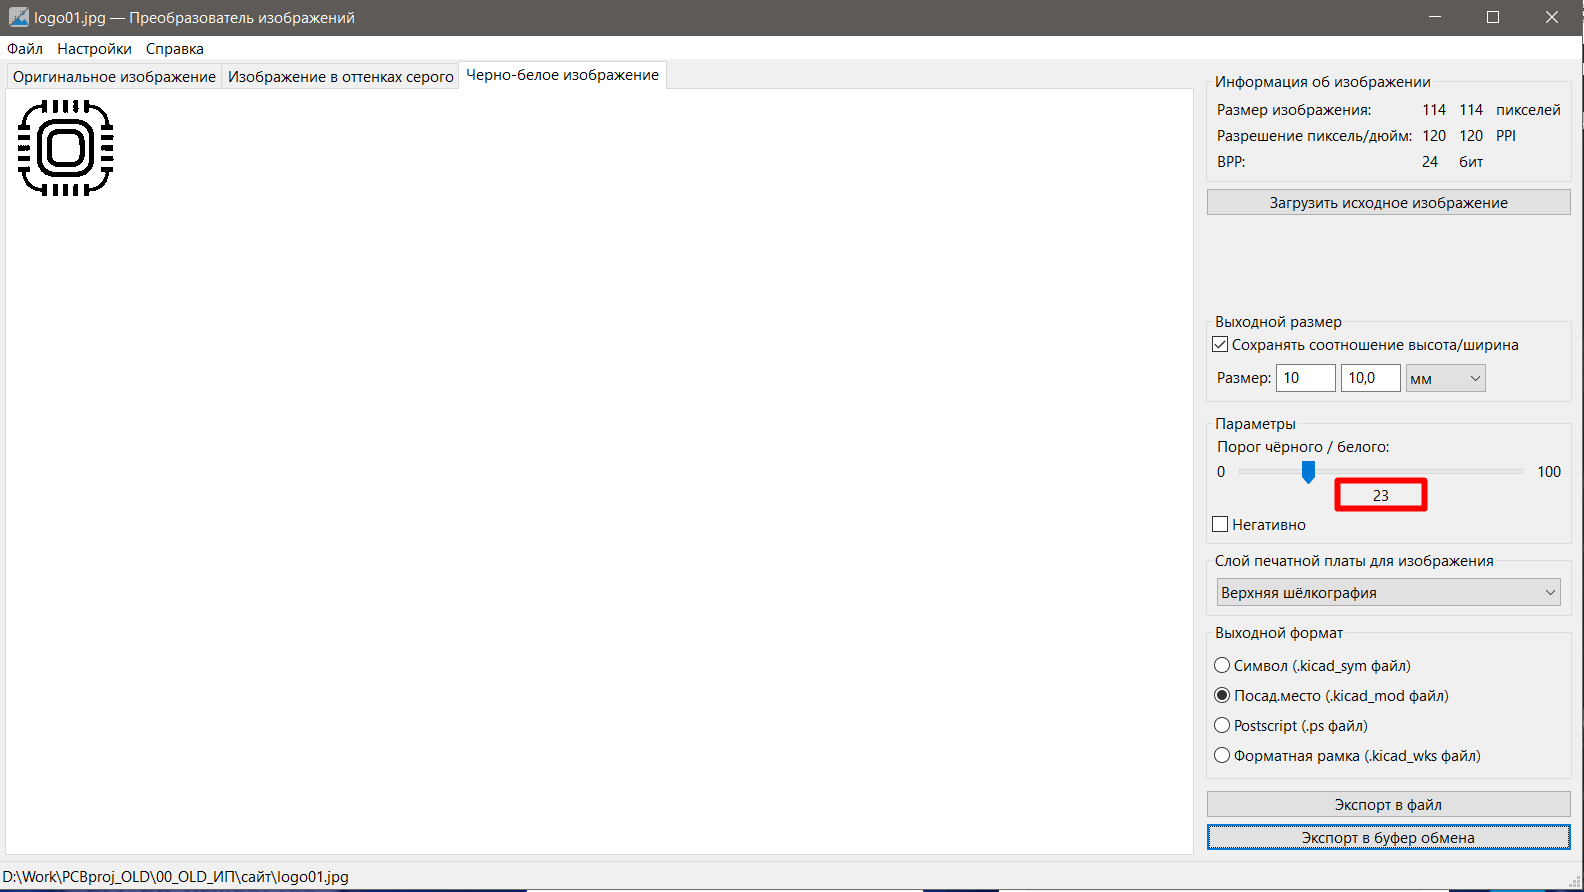 logo01.jpg — Преобразователь изображений
Файл Настройки Справка
Оригинальное изображение Изображение в оттенках серого Черно-белое изображение
Информация об изображении
Размер изображения: 114 114 пикселей
Разрешение пиксель/дюйм: 120 120 PPI
BPP: 24 бит
Загрузить исходное изображение
Выходной размер
Сохранять соотношение высота/ширина
Размер: 10 10,0 мм
Параметры
Порог чёрного / белого:
0 100
23
Негативно
Слой печатной платы для изображения
Верхняя шёлкография
Выходной формат
Символ (.kicad_sym файл)
Посад.место (.kicad_mod файл)
Postscript (.ps файл)
Форматная рамка (.kicad_wks файл)
Экспорт в файл
Экспорт в буфер обмена
D:\Work\PCBproj_OLD\00_OLD_ИП\сайт\logo01.jpg